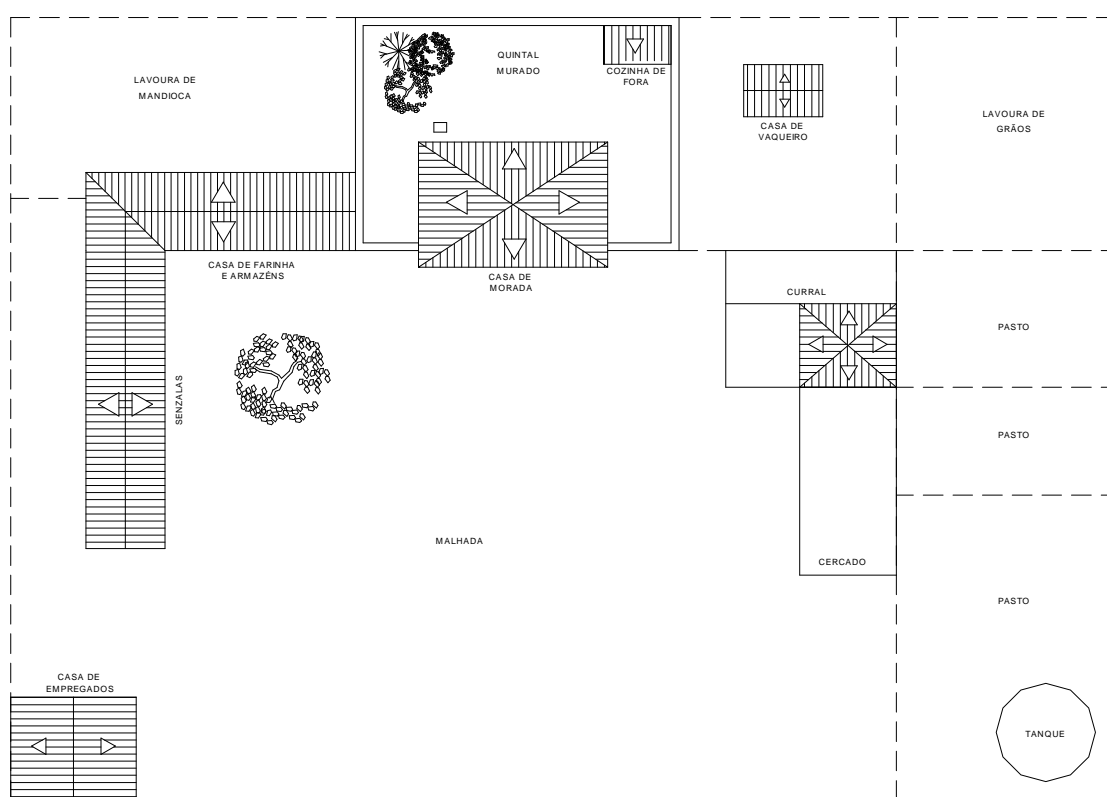 QUINTAL
MURADO
COZINHA DE
FORA
LAVOURA DE
MANDIOCA
CASA DE
VAQUEIRO
LAVOURA DE
GRÃOS
CASA DE FARINHA
E ARMAZÉNS
CASA DE
MORADA
CURRAL
PASTO
SENZALAS
PASTO
MALHADA
CERCADO
PASTO
CASA DE
EMPREGADOS
TANQUE